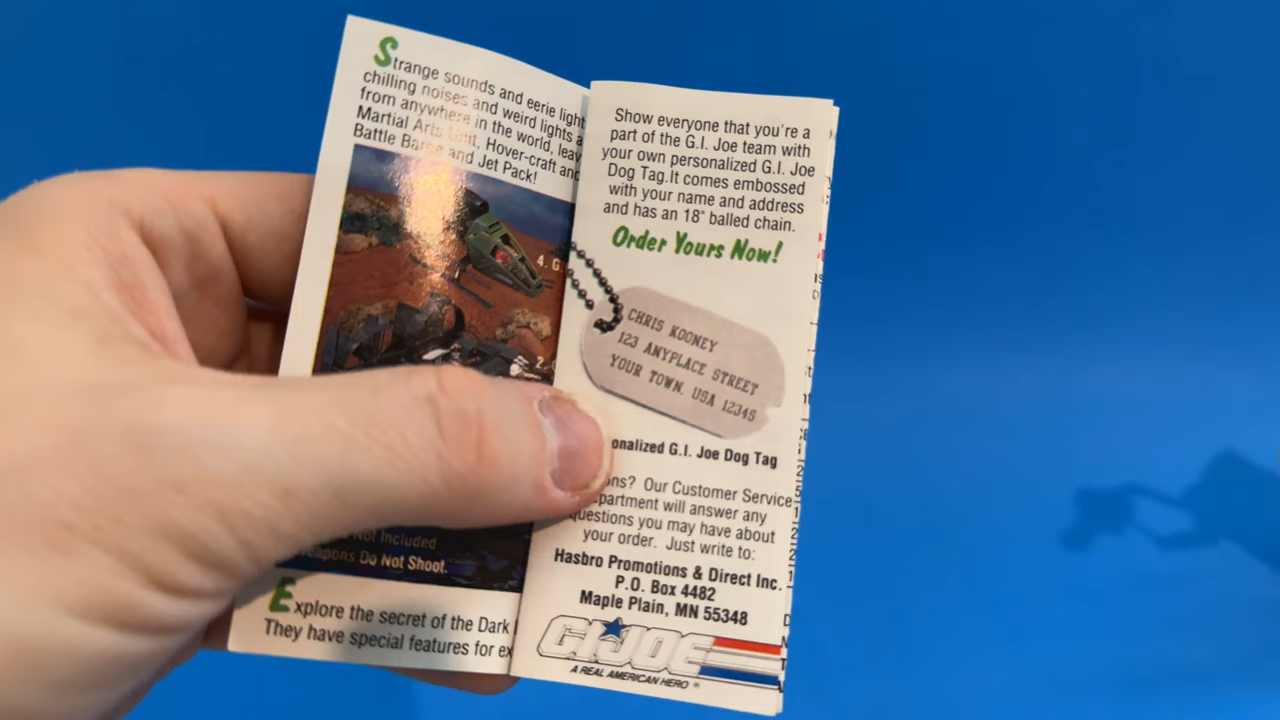 Strange sounds and eerie light
chilling noises and weird lights a
from anywhere in the world, leav
Martial Arts Unit, Hover-craft and
Battle Barge and Jet Pack!
4. G
2.
Not Included
eapons Do Not Shoot.
Explore the secret of the Dark
They have special features for ex
Show everyone that you're a
part of the G.I. Joe team with
your own personalized G.I. Joe
Dog Tag.It comes embossed
with your name and address
and has an 18" balled chain.
Order Yours Now!
CHRIS KOONEY
123 ANYPLACE STREET
YOUR TOWN, USA 12345
onalized G.I. Joe Dog Tag
ons? Our Customer Service
partment will answer any
questions you may have about
your order. Just write to:
Hasbro Promotions & Direct Inc.
P.O. Box 4482
Maple Plain, MN 55348
G.I. JOE
A REAL AMERICAN HERO ®